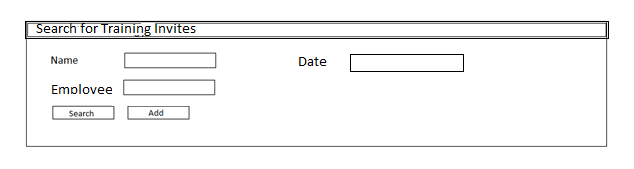 Search for Training Invites
Name
Date
Employee
Search
Add